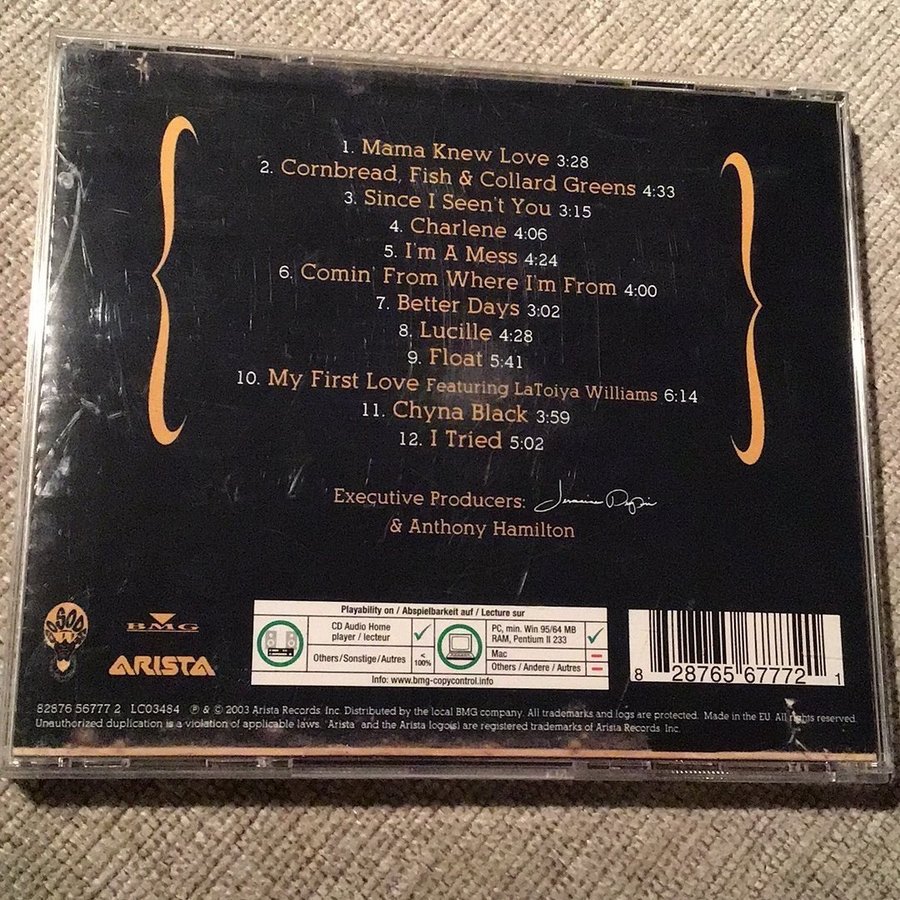 1. Mama Knew Love 3:28
2. Cornbread, Fish & Collard Greens 4:33
3. Since I Seen't You 3:15
4. Charlene 4:06
5. I'm A Mess 4:24
6. Comin' From Where I'm From 4:00
7. Better Days 3:02
8. Lucille 4:28
9. Float 5:41
10. My First Love Featuring LaToiya Williams 6:14
11. Chyna Black 3:59
12. I Tried 5:02
Executive Producers: Jermaine Dupri
& Anthony Hamilton
SO SO DEF
BMG
ARISTA
Playability on / Abspielbarkeit auf / Lecture sur
CD Audio Home
player / lecteur
Others/Sonstige/Autres
<
100%
PC, min. Win 95/64 MB
RAM, Pentium II 233
Mac
Others / Andere / Autres
Info: www.bmg-copycontrol.info
8 28765 67772 1
82876 56777 2 LC03484 ℗ & © 2003 Arista Records, Inc. Distributed by the local BMG company. All trademarks and logs are protected. Made in the EU. All rights reserved.
Unauthorized duplication is a violation of applicable laws. "Arista" and the Arista logo(s) are registered trademarks of Arista Records, Inc.